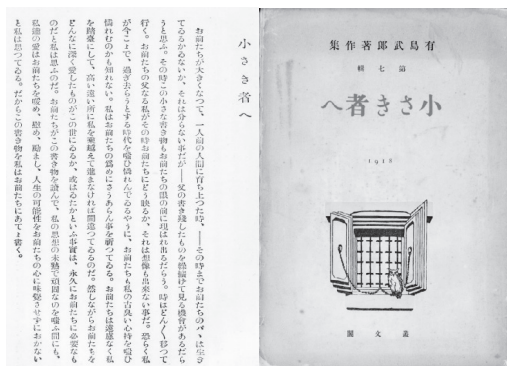 有島武郎著作集
第七輯
小さき者へ
1918
叢文閣
小さき者へ
お前たちが大きくなつて、一人前の人間に育ち上つた時、――その時までお前たちのパヽは生き
てゐるかゐないか、それは分らない事だが――父の書き殘したものを繰擴げて見る機會があるだら
うと思ふ。その時この小さな書き物もお前たちの眼の前に現はれ出るだらう。時はどん／＼移つて
行く。お前たちの父なる私がその時お前たちにどう映るか、それは想像も出來ない事だ。恐らく私
が今こゝで、過ぎ去らうとする時代を嗤ひ憐れんでゐるやうに、お前たちも私の古臭い心持を嗤ひ
憐れむのかも知れない。私はお前たちの爲めにさうあらん事を祈つてゐる。お前たちは遠慮なく私
を踏臺にして、高い遠い所に私を乘越えて進まなければ間違つてゐるのだ。然しながらお前たちを
どんなに深く愛したものがこの世にゐるか、或はゐたかといふ事實は、永久にお前たちに必要なも
のだと私は思ふのだ。お前たちがこの書き物を讀んで、私の思想の未熟で頑固なのを嗤ふ間にも、
私達の愛はお前たちを暖め、慰め、勵まし、人生の可能性をお前たちの心に味覺させずにおかない
と私は思つてゐる。だからこの書き物を私はお前たちにあてゝ書く。